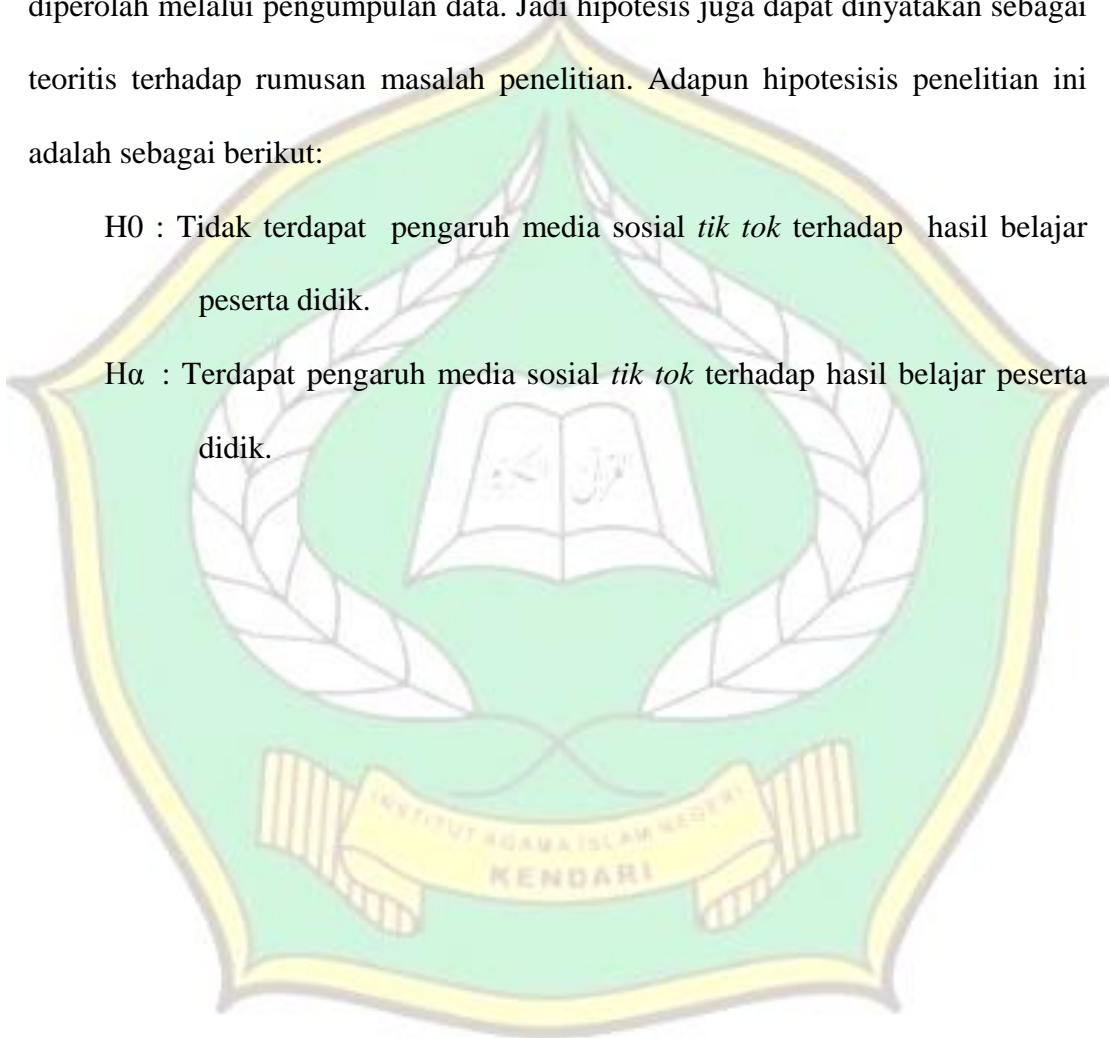 diperolah melalui pengumpulan data. Jadi hipotesis juga dapat dinyatakan sebagai
teoritis terhadap rumusan masalah penelitian. Adapun hipotesisis penelitian ini
adalah sebagai berikut:
H0 : Tidak terdapat pengaruh media sosial tik tok terhadap hasil belajar
peserta didik.
Hα : Terdapat pengaruh media sosial tik tok terhadap hasil belajar peserta
didik.
INSTITUT AGAMA ISLAM NEGERI
KENDARI